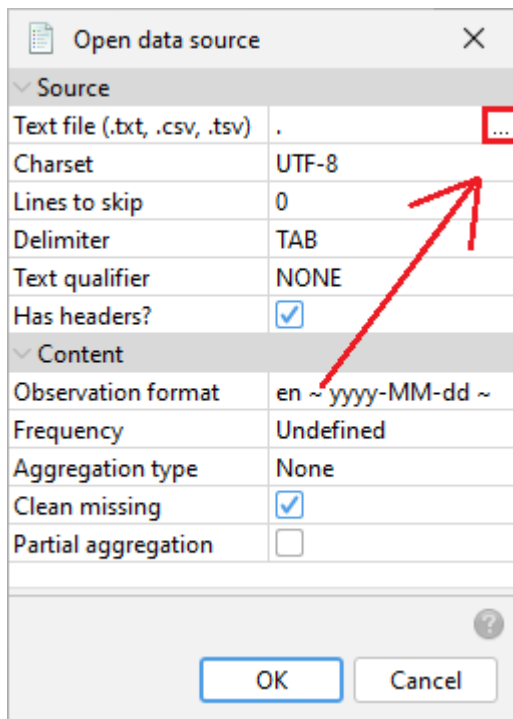 Open data source
Source
Text file (.txt, .csv, .tsv) . ...
Charset UTF-8
Lines to skip 0
Delimiter TAB
Text qualifier NONE
Has headers?
Content
Observation format en ~ yyyy-MM-dd ~
Frequency Undefined
Aggregation type None
Clean missing
Partial aggregation
?
OK Cancel